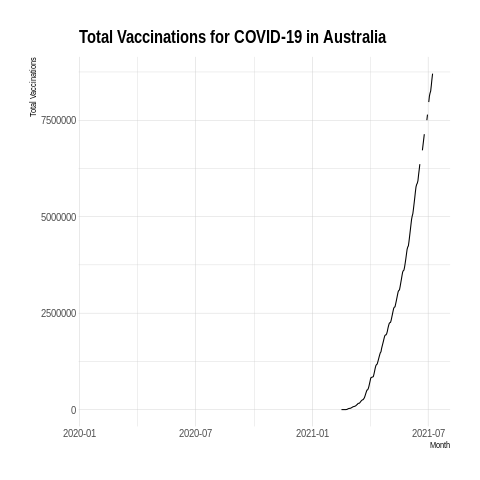 Total Vaccinations for COVID-19 in Australia
Total Vaccinations
7500000
5000000
2500000
0
2020-01 2020-07 2021-01 2021-07
Month